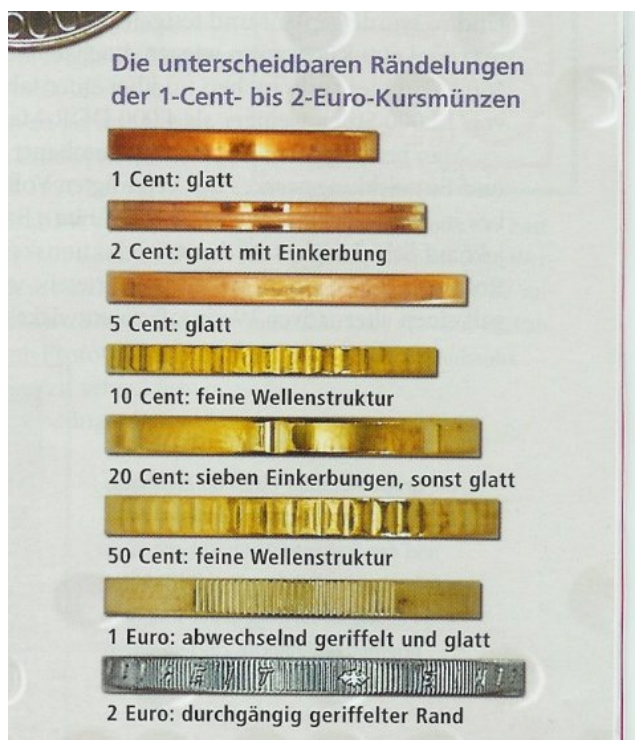 Die unterscheidbaren Rändelungen
der 1-Cent- bis 2-Euro-Kursmünzen
1 Cent: glatt
2 Cent: glatt mit Einkerbung
5 Cent: glatt
10 Cent: feine Wellenstruktur
20 Cent: sieben Einkerbungen, sonst glatt
50 Cent: feine Wellenstruktur
1 Euro: abwechselnd geriffelt und glatt
2 Euro: durchgängig geriffelter Rand